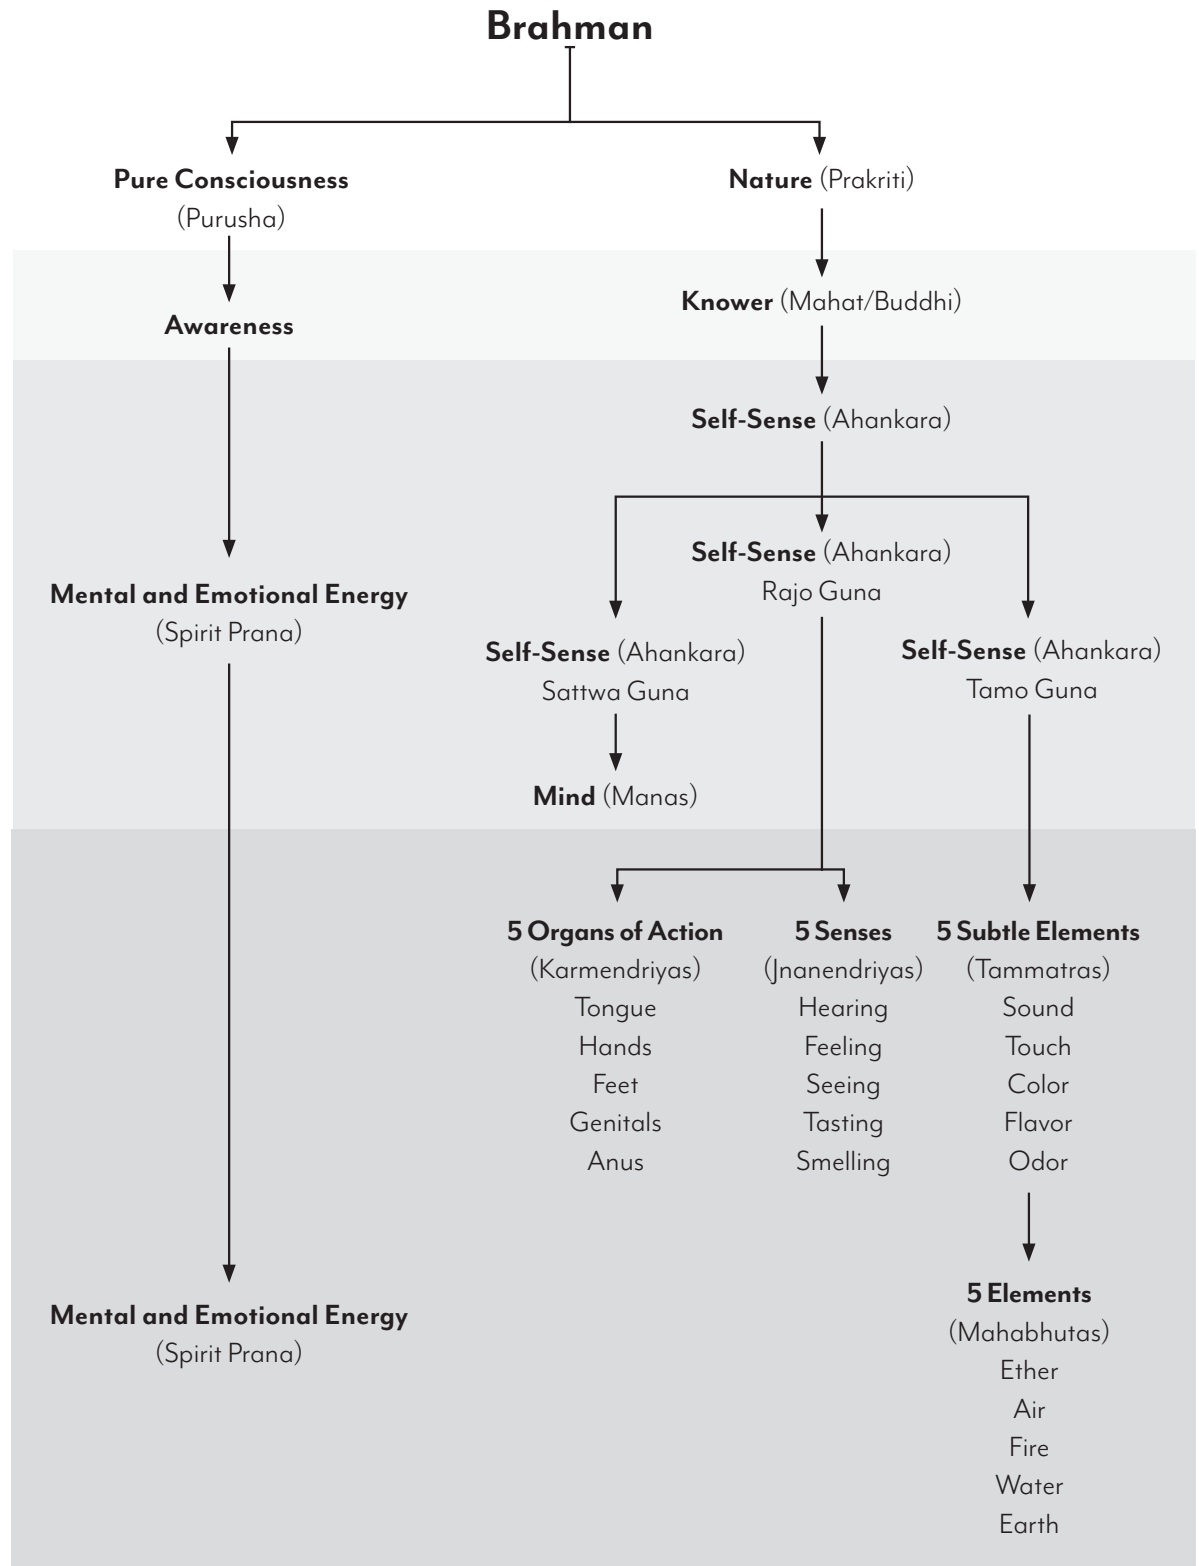 Brahman
Pure Consciousness
(Purusha)
Nature (Prakriti)
Awareness
Knower (Mahat/Buddhi)
Self-Sense (Ahankara)
Mental and Emotional Energy
(Spirit Prana)
Self-Sense (Ahankara)
Rajo Guna
Self-Sense (Ahankara)
Sattwa Guna
Self-Sense (Ahankara)
Tamo Guna
Mind (Manas)
5 Organs of Action
(Karmendriyas)
Tongue
Hands
Feet
Genitals
Anus
5 Senses
(Jnanendriyas)
Hearing
Feeling
Seeing
Tasting
Smelling
5 Subtle Elements
(Tammatras)
Sound
Touch
Color
Flavor
Odor
Mental and Emotional Energy
(Spirit Prana)
5 Elements
(Mahabhutas)
Ether
Air
Fire
Water
Earth